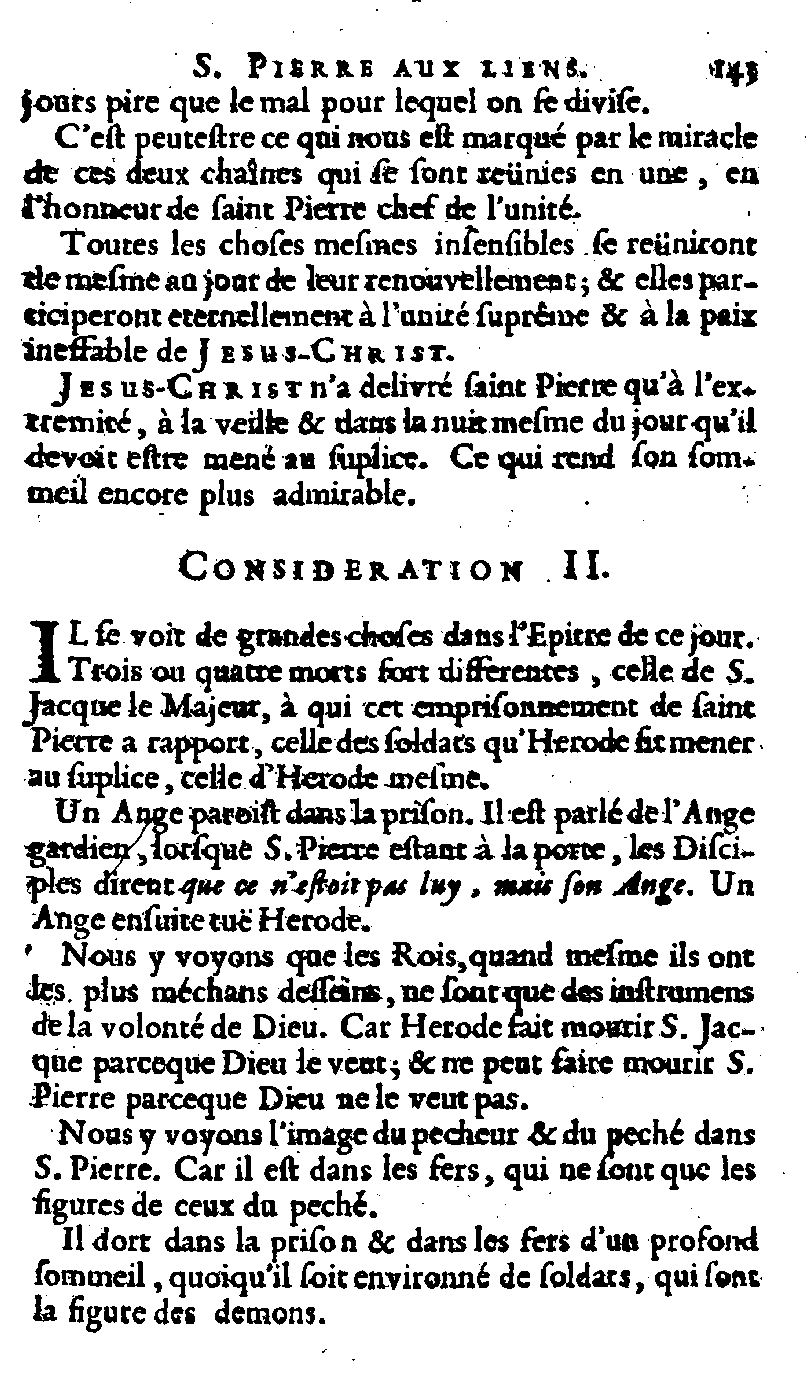 S. PIERRE AUX LIENS. 143
jours pire que le mal pour lequel on ſe diviſe.
C'eſt peuteſtre ce qui nous eſt marqué par le miracle
de ces deux chaînes qui ſe ſont reünies en une, en
l'honneur de ſaint Pierre chef de l'unité.
Toutes les choſes meſmes inſenſibles ſe reüniront
de meſme au jour de leur renouvellement; & elles par-
ticiperont eternellement à l'unité ſuprême & à la paix
ineffable de JESUS-CHRIST.
JESUS-CHRIST n'a delivré ſaint Pierre qu'à l'ex-
tremité, à la veille & dans la nuit meſme du jour qu'il
devoit eſtre mené au ſuplice. Ce qui rend ſon ſom-
meil encore plus admirable.
CONSIDERATION II.
IL ſe voit de grandes choſes dans l'Epitre de ce jour.
Trois ou quatre morts fort differentes, celle de S.
Jacque le Majeur, à qui cet empriſonnement de ſaint
Pierre a rapport, celle des ſoldats qu'Herode fit mener
au ſuplice, celle d'Herode meſme.
Un Ange paroiſt dans la priſon. Il eſt parlé de l'Ange
gardien, lorſque S. Pierre eſtant à la porte, les Diſci-
ples dirent que ce n'eſtoit pas luy, mais ſon Ange. Un
Ange enſuite tuë Herode.
Nous y voyons que les Rois, quand meſme ils ont
les plus méchans deſſeins, ne ſont que des inſtrumens
de la volonté de Dieu. Car Herode fait mourir S. Jac-
que parceque Dieu le veut; & ne peut faire mourir S.
Pierre parceque Dieu ne le veut pas.
Nous y voyons l'image du pecheur & du peché dans
S. Pierre. Car il eſt dans les fers, qui ne ſont que les
figures de ceux du peché.
Il dort dans la priſon & dans les fers d'un profond
ſommeil, quoiqu'il ſoit environné de ſoldats, qui ſont
la figure des demons.